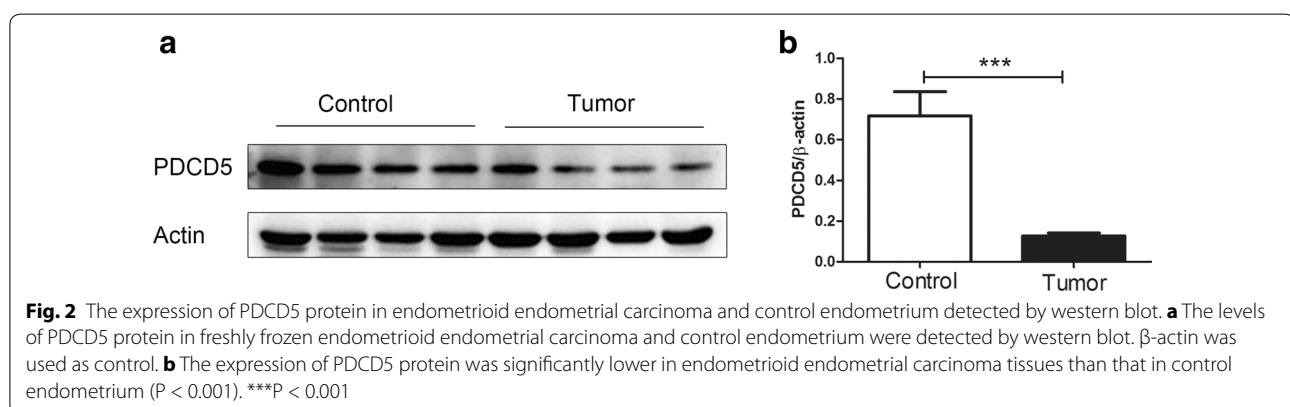 a
Control Tumor
PDCD5
Actin
b
PDCD5/β-actin
1.0
0.8
0.6
0.4
0.2
0.0
***
Control Tumor
Fig. 2 The expression of PDCD5 protein in endometrioid endometrial carcinoma and control endometrium detected by western blot. a The levels
of PDCD5 protein in freshly frozen endometrioid endometrial carcinoma and control endometrium were detected by western blot. β-actin was
used as control. b The expression of PDCD5 protein was significantly lower in endometrioid endometrial carcinoma tissues than that in control
endometrium (P < 0.001). ***P < 0.001